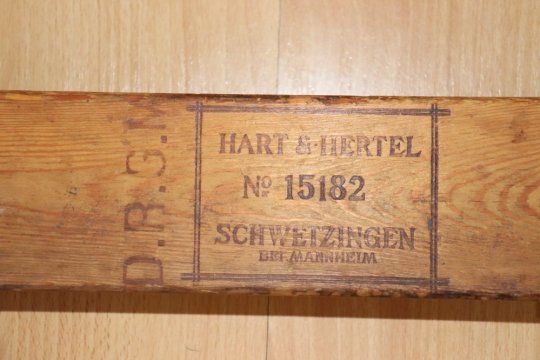 D.R.G.M
HART & HERTEL
No 15182
SCHWETZINGEN
BEI MANNHEIM